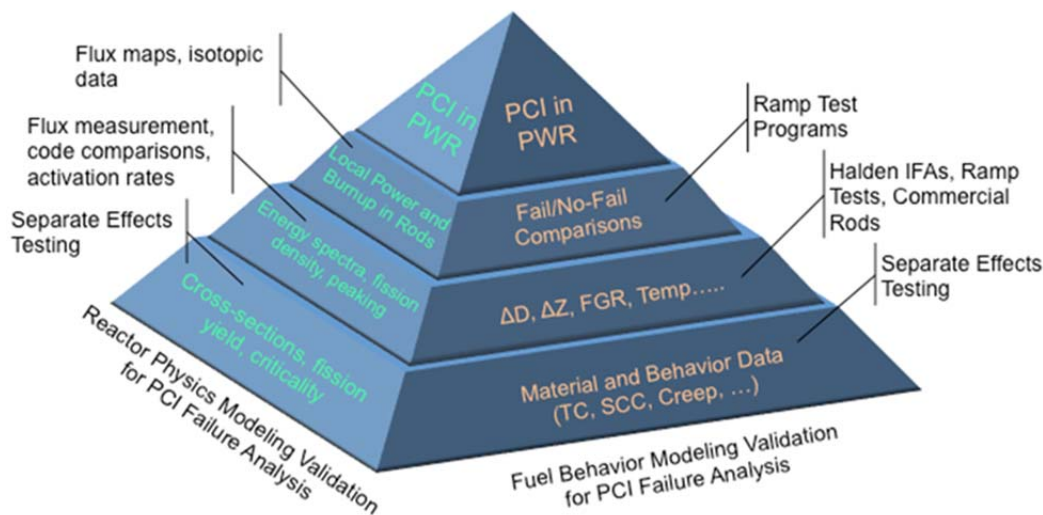 Flux maps, isotopic
data
Flux measurement,
code comparisons,
activation rates
Separate Effects
Testing
PCI in
PWR
Local Power and
Burnup in Rods
Energy spectra, fission
density, peaking
Cross-sections, fission
yield, criticality
Reactor Physics Modeling Validation
for PCI Failure Analysis
PCI in
PWR
Fail/No-Fail
Comparisons
ΔD, ΔZ, FGR, Temp.....
Material and Behavior Data
(TC, SCC, Creep, ...)
Fuel Behavior Modeling Validation
for PCI Failure Analysis
Ramp Test
Programs
Halden IFAs, Ramp
Tests, Commercial
Rods
Separate Effects
Testing